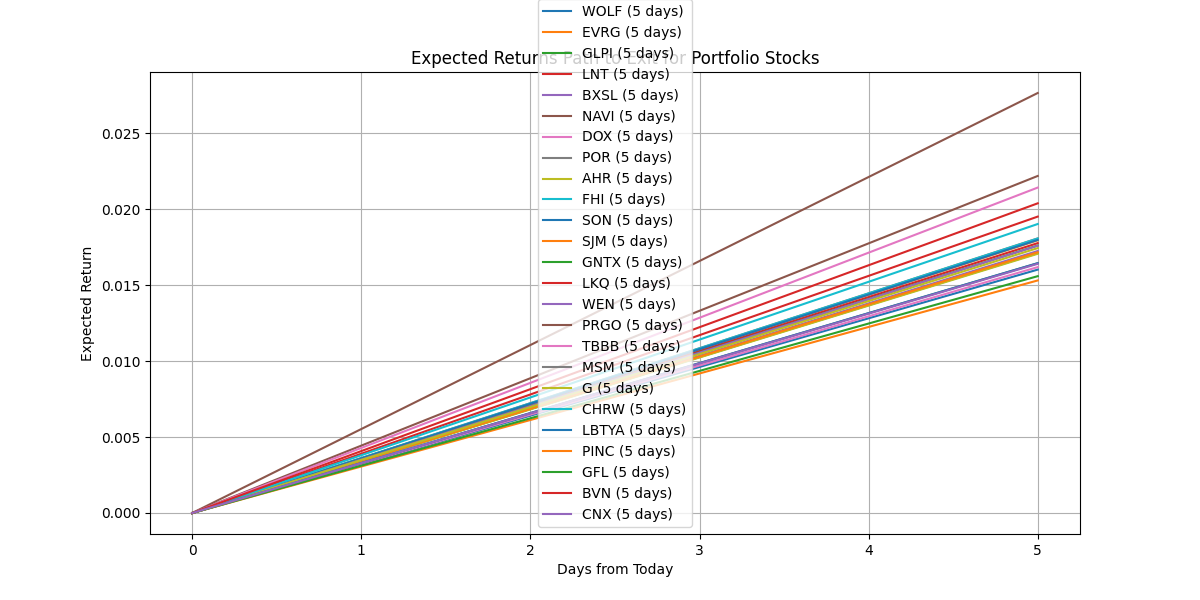 WOLF (5 days)
EVRG (5 days)
GLPI (5 days)
Expected Returns Path to Exit for Portfolio Stocks
LNT (5 days)
BXSL (5 days)
NAVI (5 days)
DOX (5 days)
POR (5 days)
AHR (5 days)
FHI (5 days)
SON (5 days)
SJM (5 days)
GNTX (5 days)
LKQ (5 days)
WEN (5 days)
PRGO (5 days)
TBBB (5 days)
MSM (5 days)
G (5 days)
CHRW (5 days)
LBTYA (5 days)
PINC (5 days)
GFL (5 days)
BVN (5 days)
CNX (5 days)
Expected Return
0.025
0.020
0.015
0.010
0.005
0.000
0 1 2 3 4 5
Days from Today